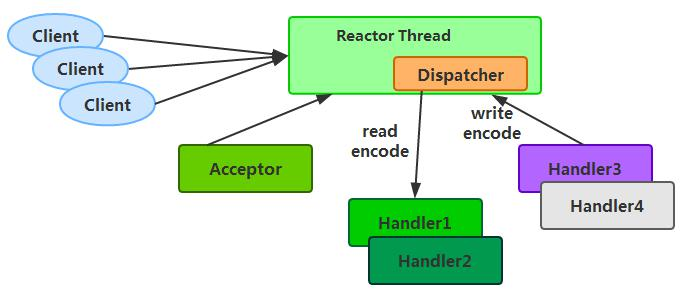 Client
Client
Client
Reactor Thread
Dispatcher
read
encode
write
encode
Acceptor
Handler3
Handler4
Handler1
Handler2